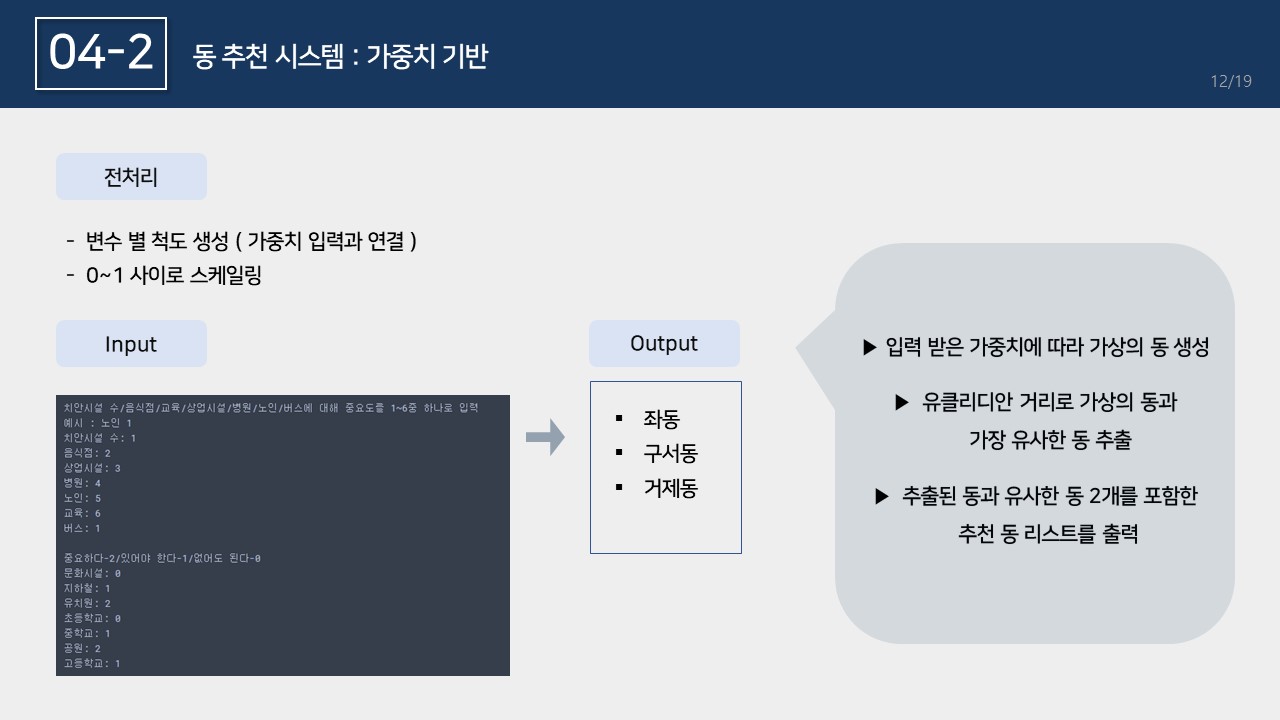 04-2
동 추천 시스템 : 가중치 기반
12/19
전처리
- 변수 별 척도 생성 ( 가중치 입력과 연결 )
- 0~1 사이로 스케일링
Input
치안시설 수/음식점/교육/상업시설/병원/노인/버스에 대해 중요도를 1~6중 하나로 입력
예시 : 노인 1
치안시설 수: 1
음식점: 2
상업시설: 3
병원: 4
노인: 5
교육: 6
버스: 1
중요하다-2/있어야 한다-1/없어도 된다-0
문화시설: 0
지하철: 1
유치원: 2
초등학교: 0
중학교: 1
공원: 2
고등학교: 1
Output
▪ 좌동
▪ 구서동
▪ 거제동
▶ 입력 받은 가중치에 따라 가상의 동 생성
▶ 유클리디안 거리로 가상의 동과
가장 유사한 동 추출
▶ 추출된 동과 유사한 동 2개를 포함한
추천 동 리스트를 출력